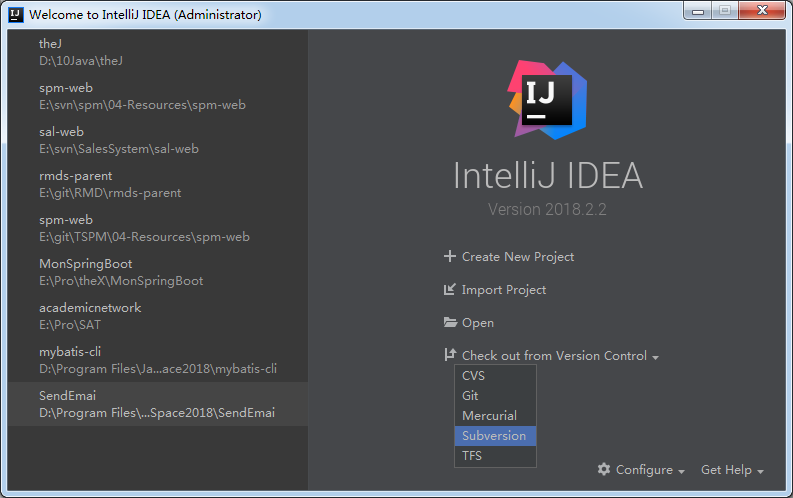 Welcome to IntelliJ IDEA (Administrator)
theJ
D:\10Java\theJ
spm-web
E:\svn\spm\04-Resources\spm-web
sal-web
E:\svn\SalesSystem\sal-web
rmds-parent
E:\git\RMD\rmds-parent
spm-web
E:\git\TSPM\04-Resources\spm-web
MonSpringBoot
E:\Pro\theX\MonSpringBoot
academicnetwork
E:\Pro\SAT
mybatis-cli
D:\Program Files\Ja...ace2018\mybatis-cli
SendEmai
D:\Program Files\...Space2018\SendEmai
IJ
IntelliJ IDEA
Version 2018.2.2
Create New Project
Import Project
Open
Check out from Version Control
CVS
Git
Mercurial
Subversion
TFS
Configure
Get Help